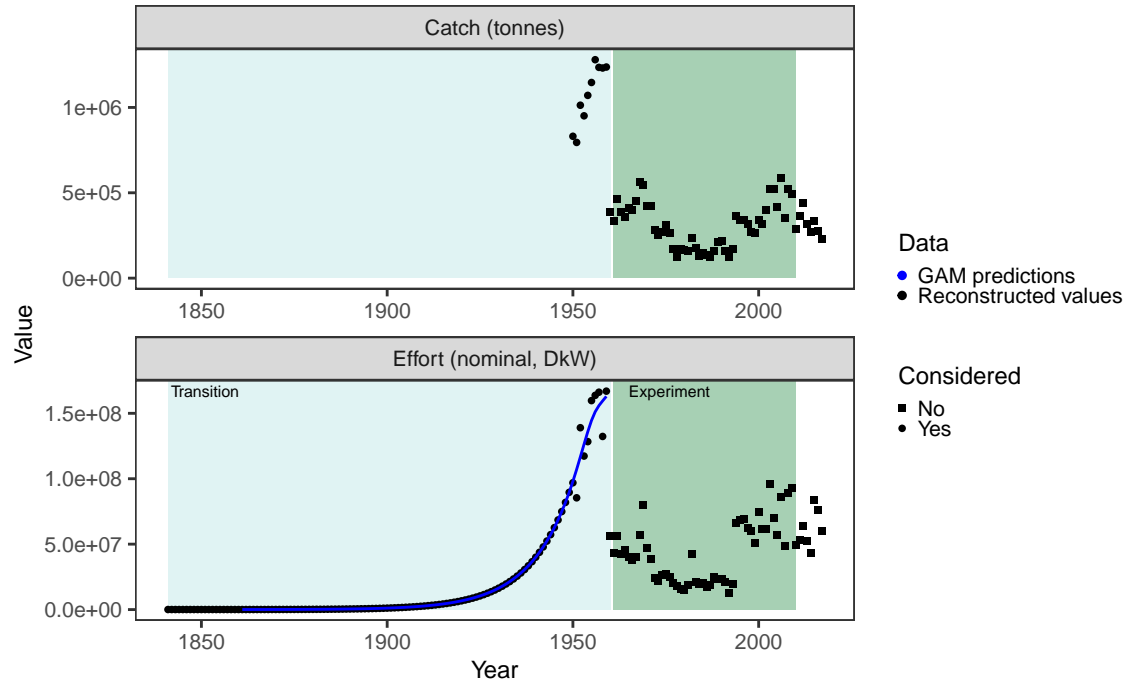 Catch (tonnes)
1e+06
5e+05
0e+00
1850 1900 1950 2000
Value
Effort (nominal, DkW)
Transition Experiment
1.5e+08
1.0e+08
5.0e+07
0.0e+00
1850 1900 1950 2000
Year
Data
GAM predictions
Reconstructed values
Considered
No
Yes